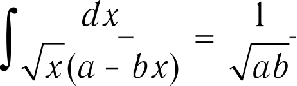 ∫ dx / √x(a − bx) = 1 / √ab